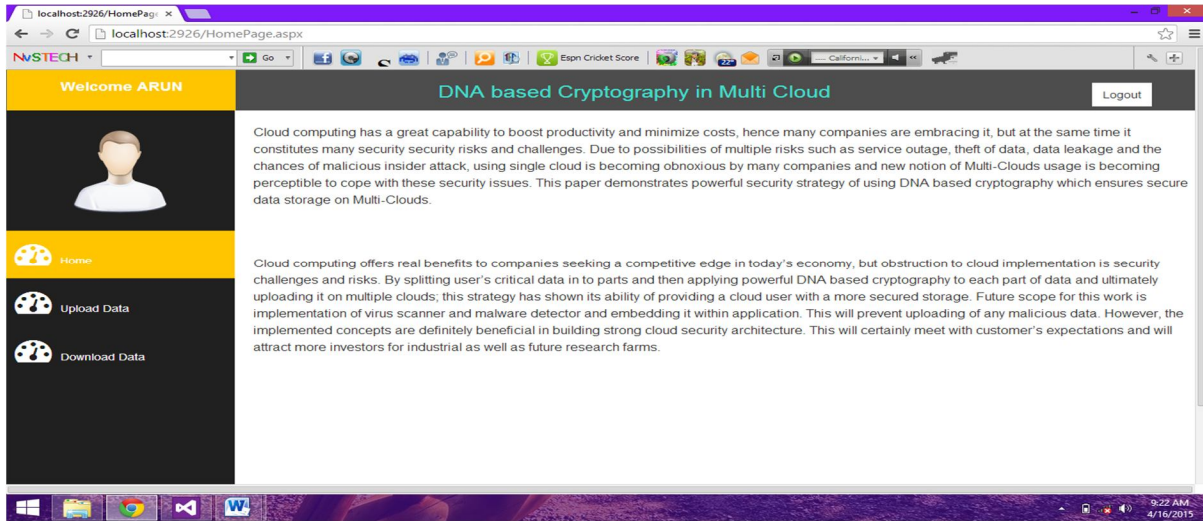 localhost:2926/HomePage
localhost:2926/HomePage.aspx
NvSTECH
Go
Espn Cricket Score
Californi...
Welcome ARUN
DNA based Cryptography in Multi Cloud
Logout
Cloud computing has a great capability to boost productivity and minimize costs, hence many companies are embracing it, but at the same time it
constitutes many security security risks and challenges. Due to possibilities of multiple risks such as service outage, theft of data, data leakage and the
chances of malicious insider attack, using single cloud is becoming obnoxious by many companies and new notion of Multi-Clouds usage is becoming
perceptible to cope with these security issues. This paper demonstrates powerful security strategy of using DNA based cryptography which ensures secure
data storage on Multi-Clouds.
Home
Upload Data
Download Data
Cloud computing offers real benefits to companies seeking a competitive edge in today's economy, but obstruction to cloud implementation is security
challenges and risks. By splitting user's critical data in to parts and then applying powerful DNA based cryptography to each part of data and ultimately
uploading it on multiple clouds; this strategy has shown its ability of providing a cloud user with a more secured storage. Future scope for this work is
implementation of virus scanner and malware detector and embedding it within application. This will prevent uploading of any malicious data. However, the
implemented concepts are definitely beneficial in building strong cloud security architecture. This will certainly meet with customer's expectations and will
attract more investors for industrial as well as future research farms.
9:22 AM
4/16/2015